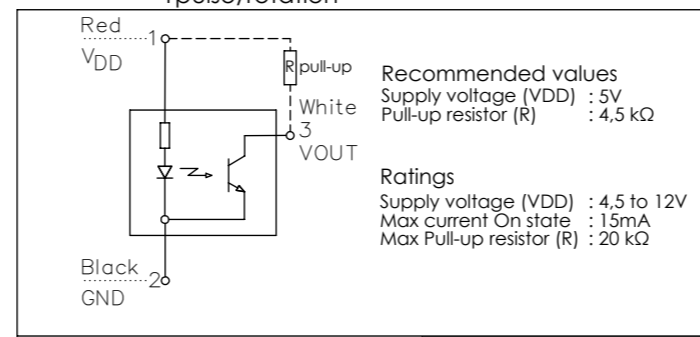 1pulse/rotation
Red
1
VDD
R pull-up
White
3
VOUT
Black
2
GND
Recommended values
Supply voltage (VDD) : 5V
Pull-up resistor (R) : 4,5 kΩ
Ratings
Supply voltage (VDD) : 4,5 to 12V
Max current On state : 15mA
Max Pull-up resistor (R) : 20 kΩ